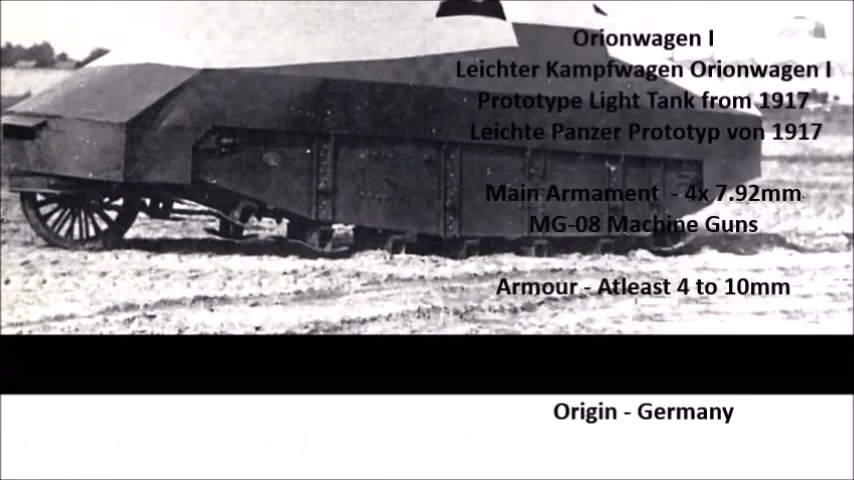 Orionwagen I
Leichter Kampfwagen Orionwagen I
Prototype Light Tank from 1917
Leichte Panzer Prototyp von 1917
Main Armament - 4x 7.92mm
MG-08 Machine Guns
Armour - Atleast 4 to 10mm
Origin - Germany